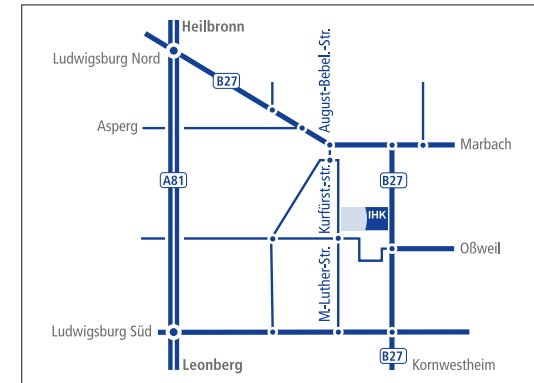 Heilbronn
Ludwigsburg Nord
B27
August-Bebel.-Str.
Asperg
Marbach
A81
B27
Kurfürst.-str.
IHK
M.-Luther-Str.
Oßweil
Ludwigsburg Süd
Leonberg
B27
Kornwestheim